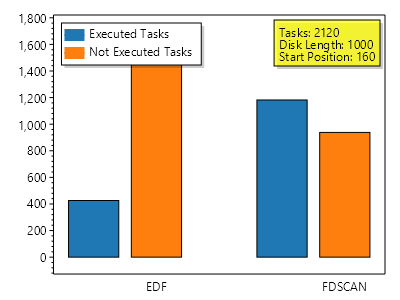 1,800
1,600
1,400
1,200
1,000
800
600
400
200
0
Executed Tasks
Not Executed Tasks
Tasks: 2120
Disk Length: 1000
Start Position: 160
EDF
FDSCAN